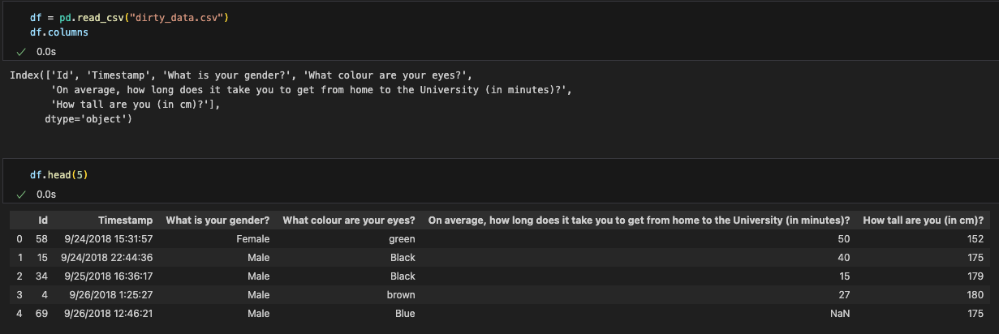 df = pd.read_csv("dirty_data.csv")
df.columns
0.0s
Index(['Id', 'Timestamp', 'What is your gender?', 'What colour are your eyes?',
'On average, how long does it take you to get from home to the University (in minutes)?',
'How tall are you (in cm)?'],
dtype='object')
df.head(5)
0.0s
Id Timestamp What is your gender? What colour are your eyes? On average, how long does it take you to get from home to the University (in minutes)? How tall are you (in cm)?
0 58 9/24/2018 15:31:57 Female green 50 152
1 15 9/24/2018 22:44:36 Male Black 40 175
2 34 9/25/2018 16:36:17 Male Black 15 179
3 4 9/26/2018 1:25:27 Male brown 27 180
4 69 9/26/2018 12:46:21 Male Blue NaN 175